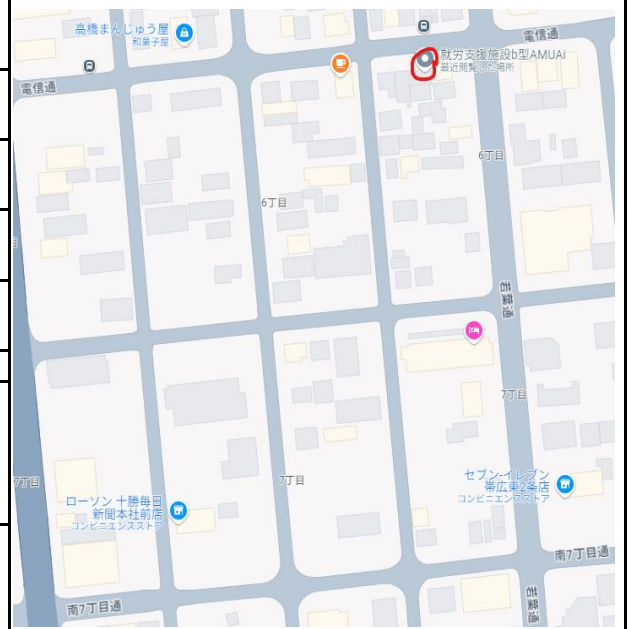 高橋まんじゅう屋
和菓子屋
電信通
就労支援施設b型AMUAi
最近閲覧した場所
電信通
6丁目
6丁目
若葉通
7丁目
7丁目
セブン-イレブン
帯広東2条店
コンビニエンスストア
7丁目
ローソン 十勝毎日
新聞本社前店
コンビニエンスストア
南7丁目通
南7丁目通
若葉通